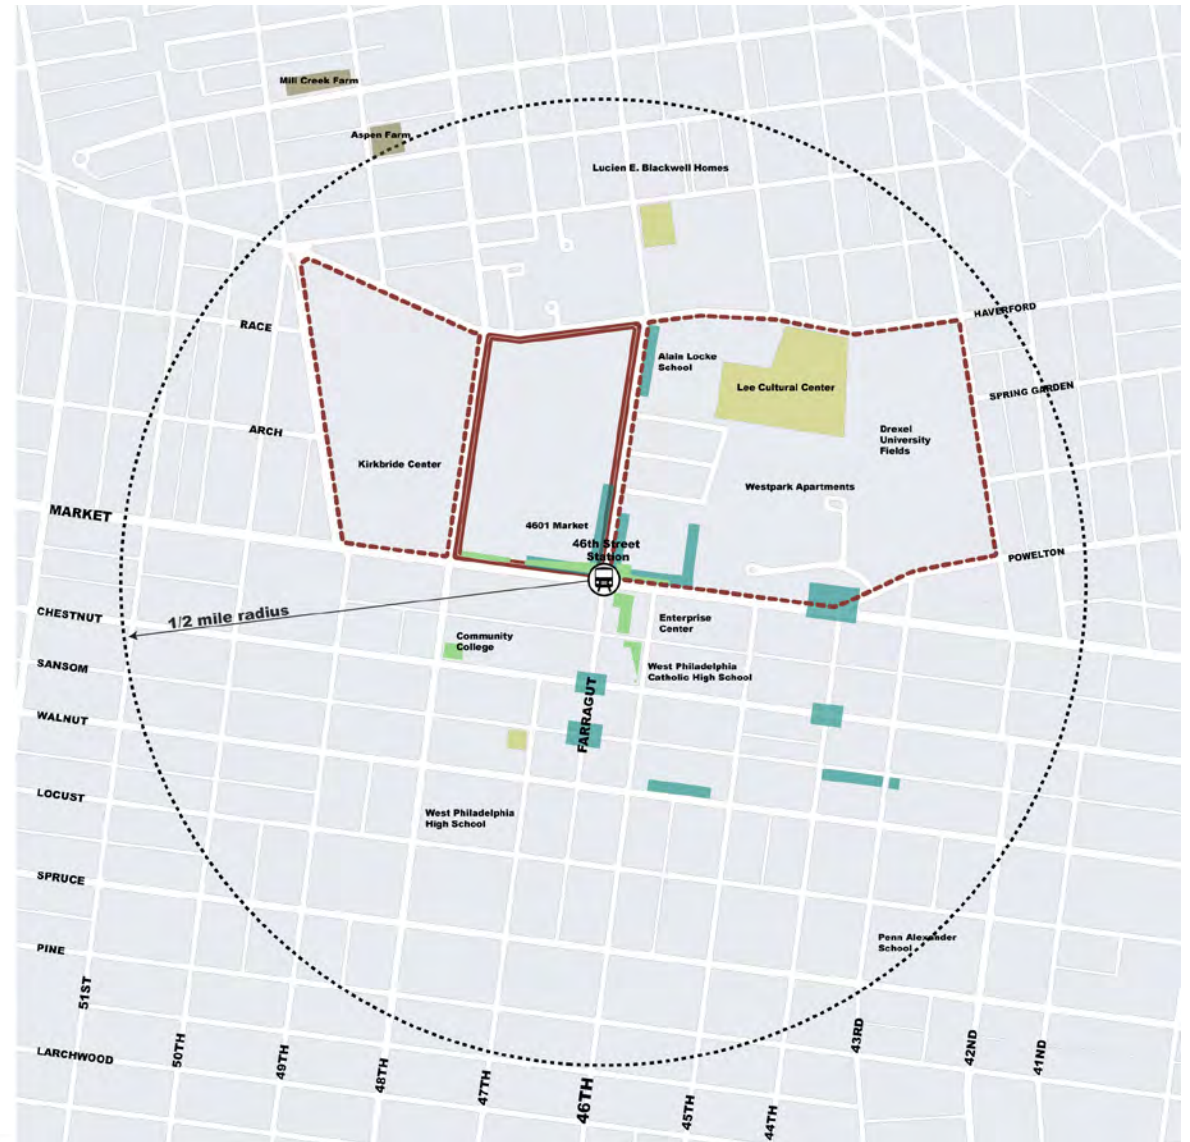 Mill Creek Farm
Aspen Farm
Lucien E. Blackwell Homes
HAVERFORD
RACE
Alain Locke
School
Lee Cultural Center
SPRING GARDEN
ARCH
Drexel
University
Fields
Kirkbride Center
Westpark Apartments
MARKET
4601 Market
46th Street
Station
POWELTON
CHESTNUT
1/2 mile radius
Enterprise
Center
Community
College
SANSOM
West Philadelphia
Catholic High School
FARRAGUT
WALNUT
LOCUST
West Philadelphia
High School
SPRUCE
Penn Alexander
School
PINE
51ST
LARCHWOOD
50TH
49TH
48TH
47TH
46TH
45TH
44TH
43RD
42ND
41ND